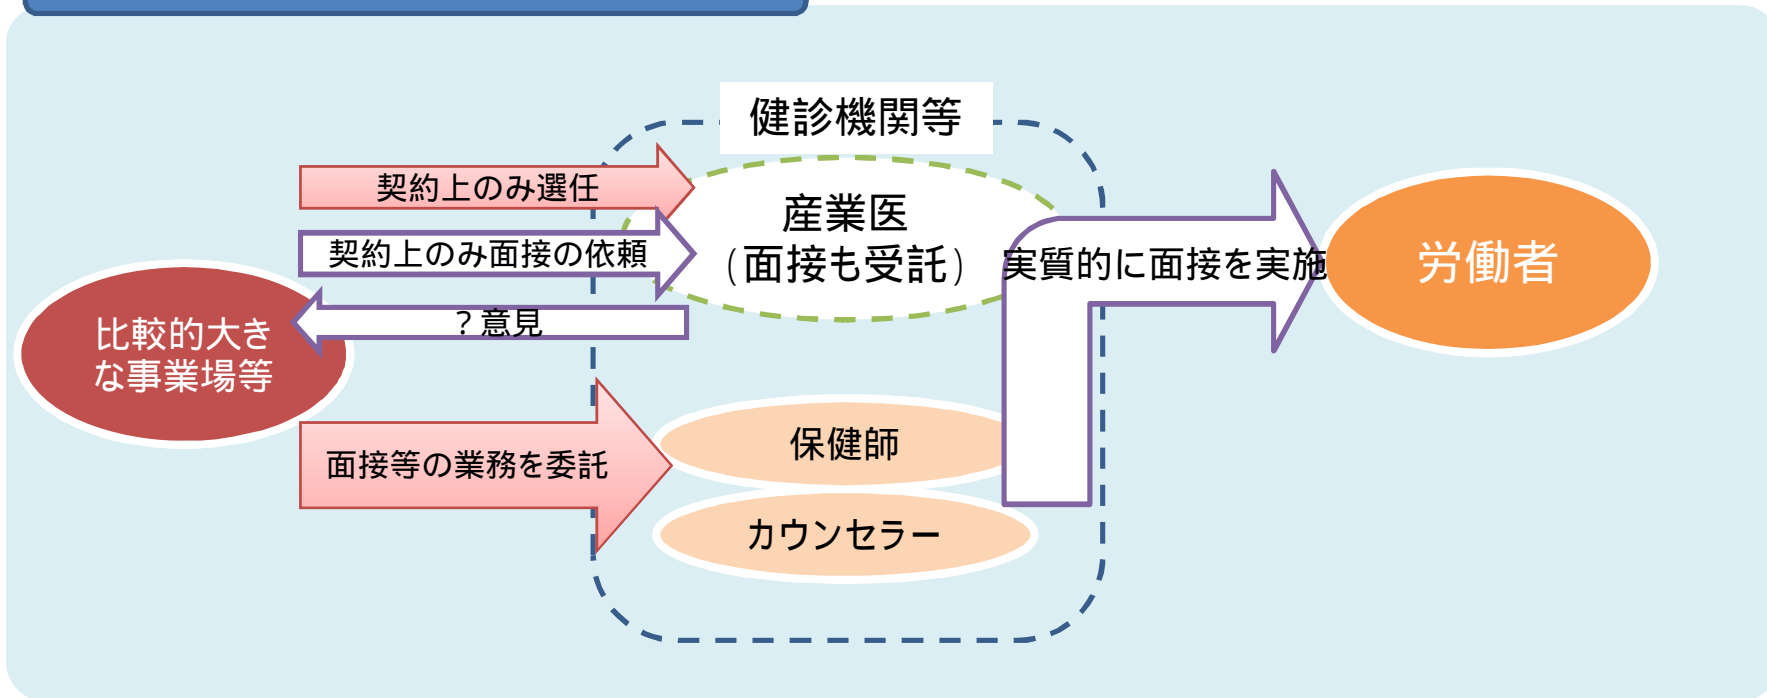 健診機関等
契約上のみ選任
産業医
（面接も受託）
契約上のみ面接の依頼
実質的に面接を実施
労働者
？意見
比較的大き
な事業場等
保健師
面接等の業務を委託
カウンセラー